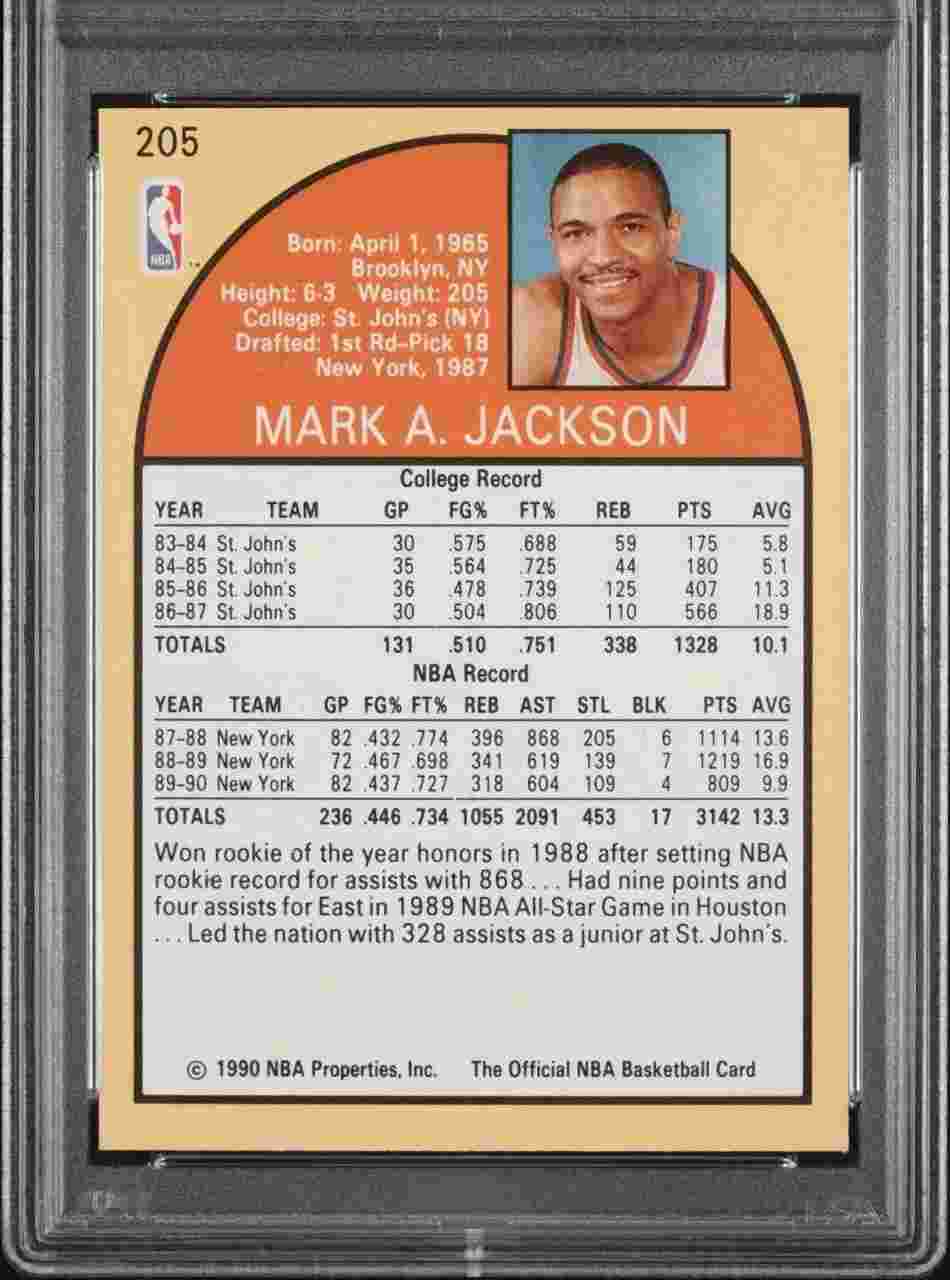 205
NBA
Born: April 1, 1965
Brooklyn, NY
Height: 6-3 Weight: 205
College: St. John's (NY)
Drafted: 1st Rd-Pick 18
New York, 1987
MARK A. JACKSON
College Record
YEAR TEAM GP FG% FT% REB PTS AVG
83-84 St. John's 30 .575 .688 59 175 5.8
84-85 St. John's 35 .564 .725 44 180 5.1
85-86 St. John's 36 .478 .739 125 407 11.3
86-87 St. John's 30 .504 .806 110 566 18.9
TOTALS 131 .510 .751 338 1328 10.1
NBA Record
YEAR TEAM GP FG% FT% REB AST STL BLK PTS AVG
87-88 New York 82 .432 .774 396 868 205 6 1114 13.6
88-89 New York 72 .467 .698 341 619 139 7 1219 16.9
89-90 New York 82 .437 .727 318 604 109 4 809 9.9
TOTALS 236 .446 .734 1055 2091 453 17 3142 13.3
Won rookie of the year honors in 1988 after setting NBA
rookie record for assists with 868 . . . Had nine points and
four assists for East in 1989 NBA All-Star Game in Houston
. . . Led the nation with 328 assists as a junior at St. John's.
© 1990 NBA Properties, Inc. The Official NBA Basketball Card